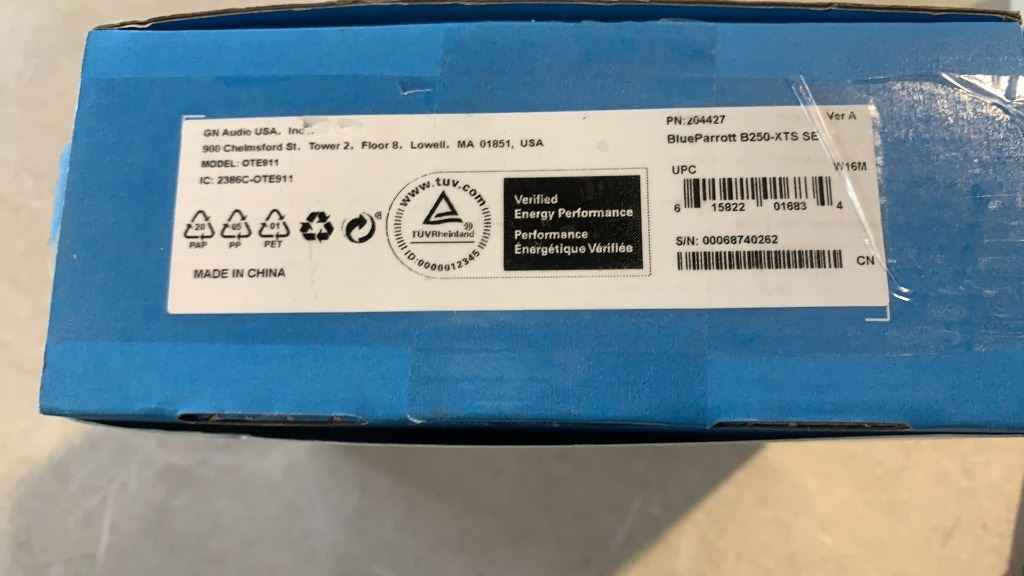 GN Audio USA, Inc.
900 Chelmsford St. Tower 2, Floor 8, Lowell, MA 01851, USA
MODEL: OTE911
IC: 2386C-OTE911
20
PAP
05
PP
01
PET
®
MADE IN CHINA
www.tuv.com
TÜVRheinland
®
ID:0000012345
Verified
Energy Performance
Performance
Énergétique Vérifiée
PN:204427
Ver A
BlueParrott B250-XTS SE
UPC
W16M
6 15822 01683 4
S/N: 00068740262
CN